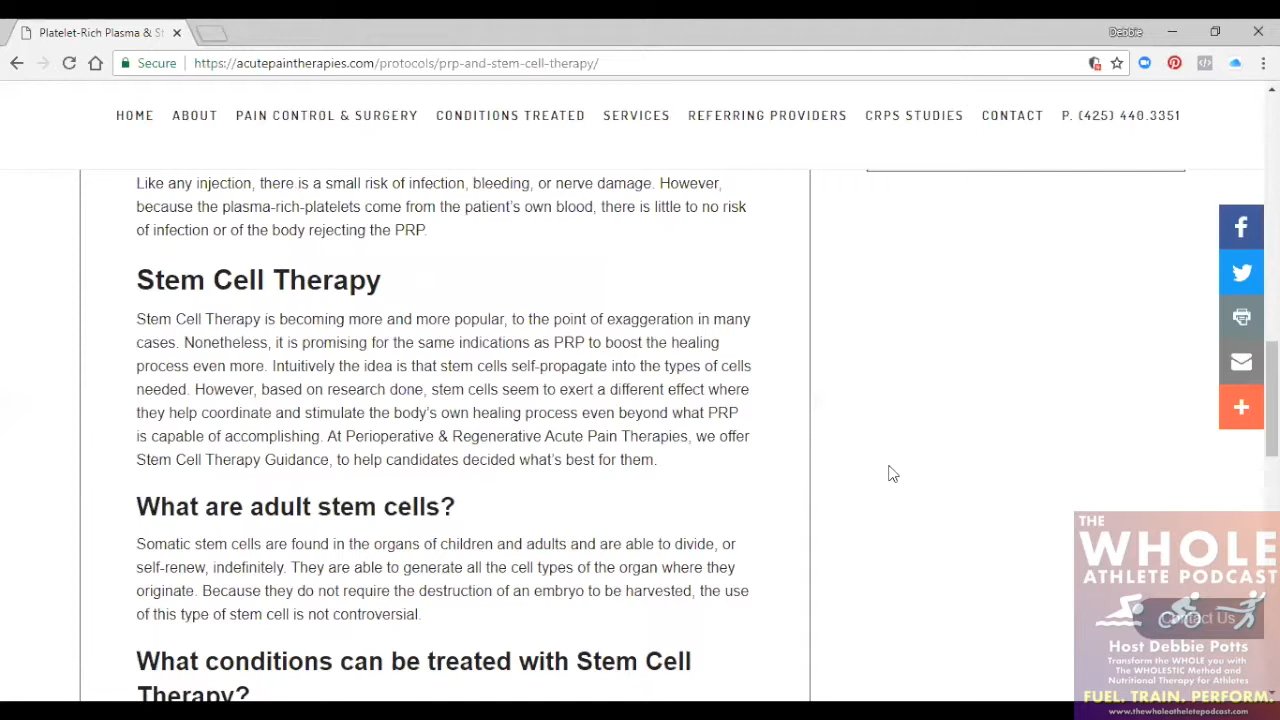 Platelet-Rich Plasma & St
Debbie
Secure
https://acutepaintherapies.com/protocols/prp-and-stem-cell-therapy/
HOME ABOUT PAIN CONTROL & SURGERY CONDITIONS TREATED SERVICES REFERRING PROVIDERS CRPS STUDIES CONTACT P. (425) 440.3351
Like any injection, there is a small risk of infection, bleeding, or nerve damage. However,
because the plasma-rich-platelets come from the patient's own blood, there is little to no risk
of infection or of the body rejecting the PRP.
Stem Cell Therapy
Stem Cell Therapy is becoming more and more popular, to the point of exaggeration in many
cases. Nonetheless, it is promising for the same indications as PRP to boost the healing
process even more. Intuitively the idea is that stem cells self-propagate into the types of cells
needed. However, based on research done, stem cells seem to exert a different effect where
they help coordinate and stimulate the body's own healing process even beyond what PRP
is capable of accomplishing. At Perioperative & Regenerative Acute Pain Therapies, we offer
Stem Cell Therapy Guidance, to help candidates decided what's best for them.
What are adult stem cells?
Somatic stem cells are found in the organs of children and adults and are able to divide, or
self-renew, indefinitely. They are able to generate all the cell types of the organ where they
originate. Because they do not require the destruction of an embryo to be harvested, the use
of this type of stem cell is not controversial.
What conditions can be treated with Stem Cell
Therapy?
THE
WHOLE
ATHLETE PODCAST
Contact Us
Host Debbie Potts
Transform the WHOLE you with
The WHOLESTIC Method and
Nutritional Therapy for Athletes
FUEL. TRAIN. PERFORM.
www.thewholeatheletepodcast.com